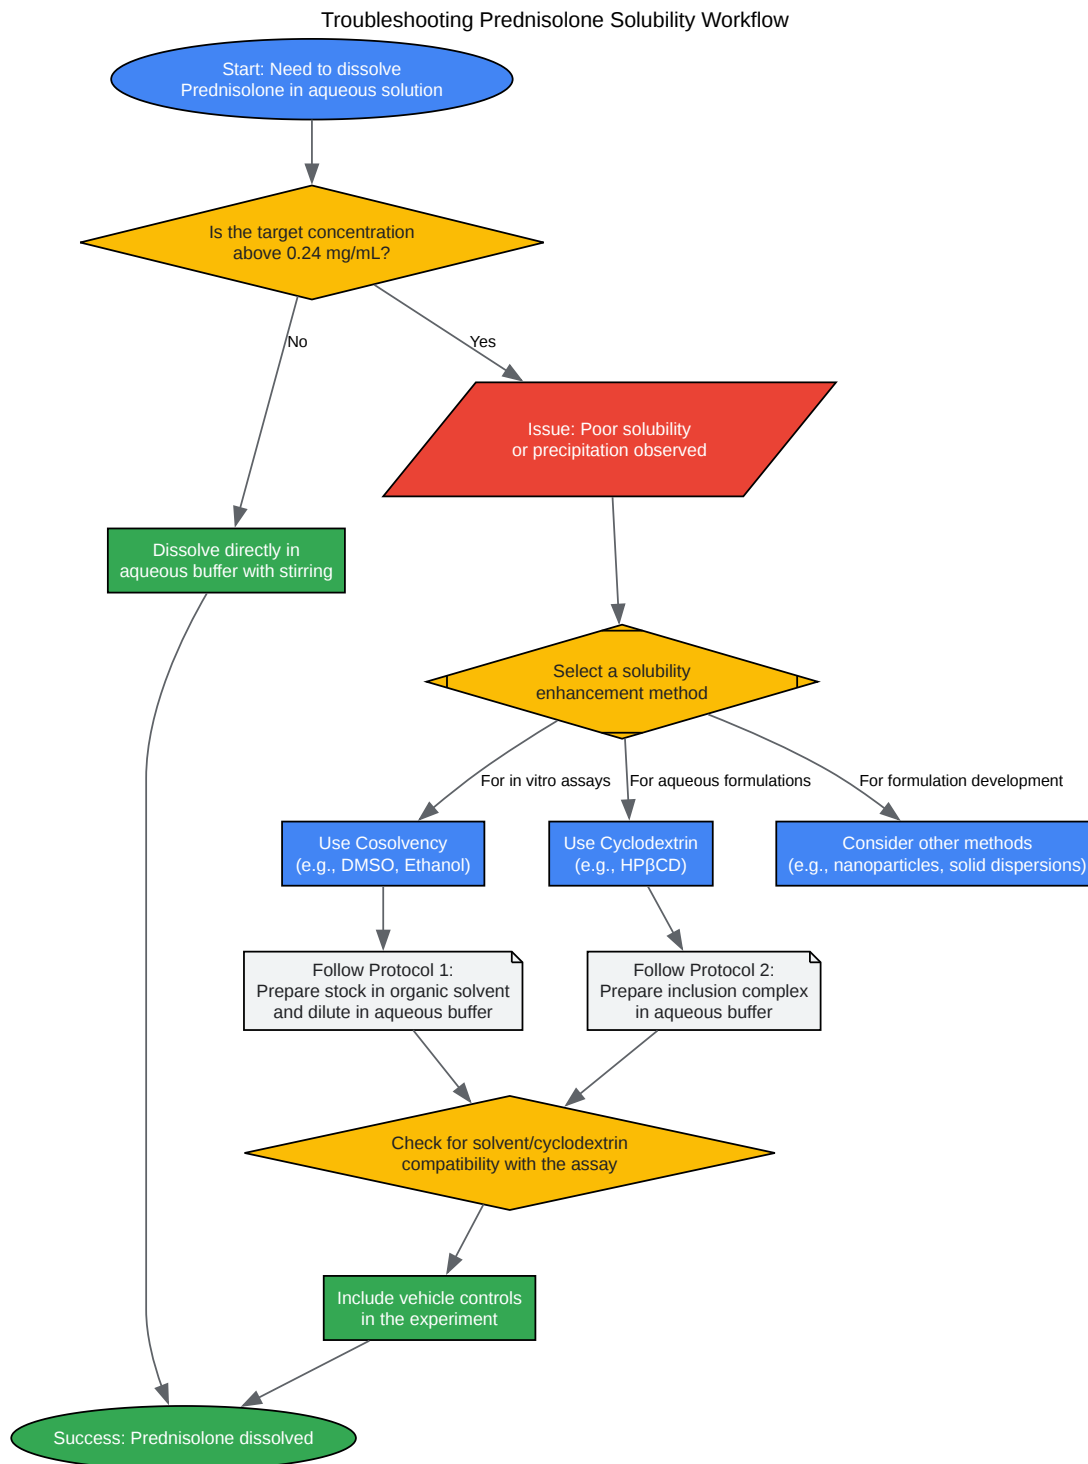 Troubleshooting Prednisolone Solubility Workflow
Start: Need to dissolve
Prednisolone in aqueous solution
Is the target concentration
above 0.24 mg/mL?
No
Yes
Issue: Poor solubility
or precipitation observed
Dissolve directly in
aqueous buffer with stirring
Select a solubility
enhancement method
For in vitro assays
For aqueous formulations
For formulation development
Use Cosolvency
(e.g., DMSO, Ethanol)
Use Cyclodextrin
(e.g., HPβCD)
Consider other methods
(e.g., nanoparticles, solid dispersions)
Follow Protocol 1:
Prepare stock in organic solvent
and dilute in aqueous buffer
Follow Protocol 2:
Prepare inclusion complex
in aqueous buffer
Check for solvent/cyclodextrin
compatibility with the assay
Include vehicle controls
in the experiment
Success: Prednisolone dissolved